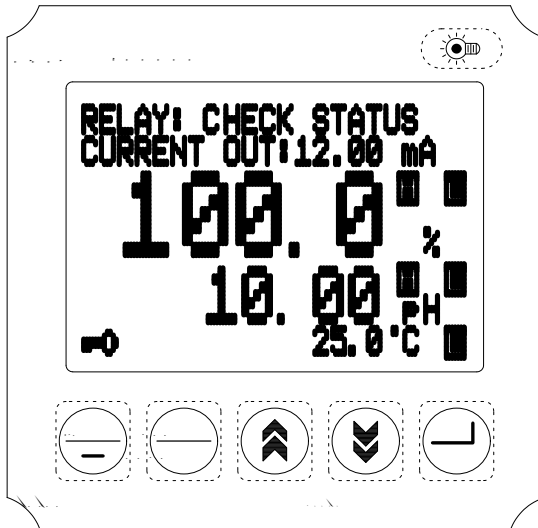 RELAY: CHECK STATUS
CURRENT OUT:12.00 mA
100.0 H L
%
10.00 pH H L
25.0°C L